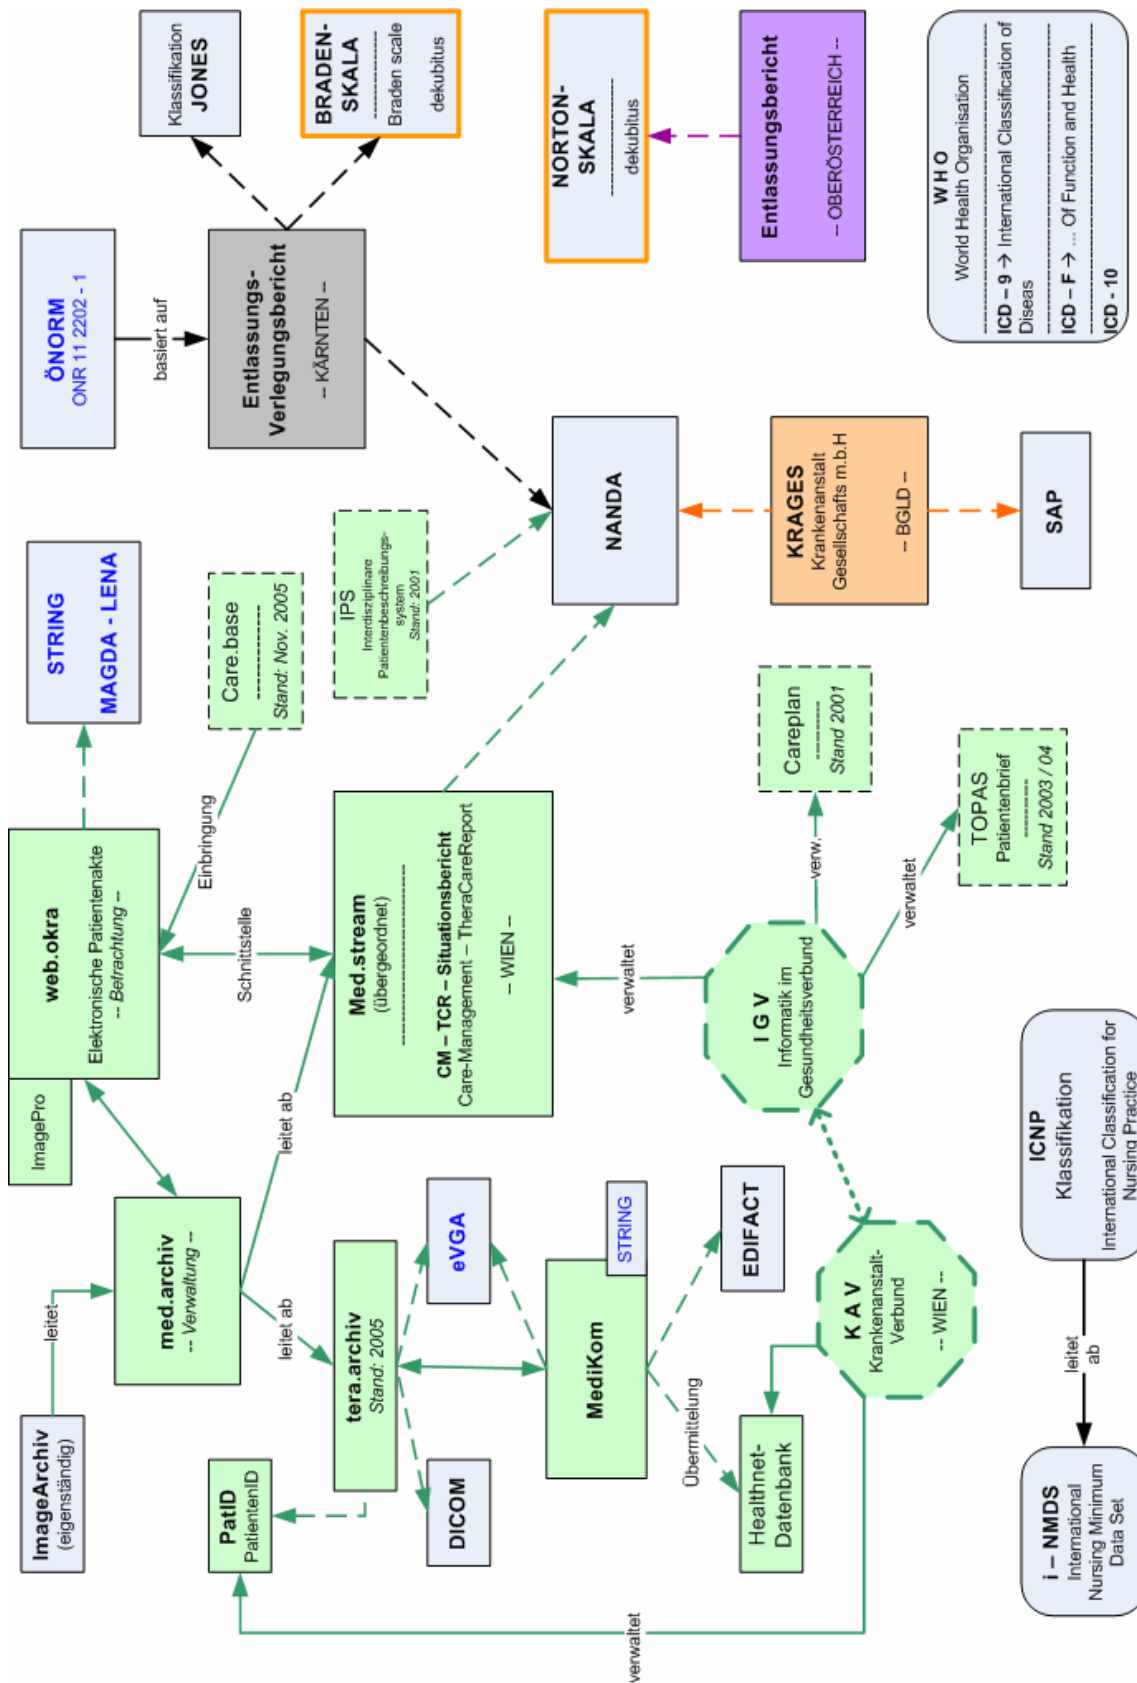 ImageArchiv
(eigenständig)
leitet
med.archiv
-- Verwaltung --
ImagePro
web.okra
Elektronische Patientenakte
-- Befrachtung --
STRING
MAGDA - LENA
ÖNORM
ONR 11 2202 - 1
basiert auf
Klassifikation
JONES
PatID
PatientenID
leitet ab
leitet ab
Schnittstelle
Einbringung
Care.base
---------------
Stand: Nov. 2005
Entlassungs-
Verlegungsbericht
-- KÄRNTEN --
BRADEN-
SKALA
---------------
Braden scale
dekubitus
tera.archiv
Stand: 2005
Med.stream
(übergeordnet)
------------------------------
CM – TCR – Situationsbericht
Care-Management – TheraCareReport
-- WIEN --
IPS
Interdisziplinare
Patientenbeschreibungs-
system
Stand: 2001
DICOM
eVGA
MediKom
STRING
NANDA
NORTON-
SKALA
--------------------
dekubitus
Übermittelung
verwaltet
Healthnet-
Datenbank
EDIFACT
I G V
Informatik im
Gesundheitsverbund
verw.
Careplan
----------
Stand 2001
KRAGES
Krankenanstalt
Gesellschafts m.b.H
-- BGLD --
Entlassungsbericht
-- OBERÖSTERREICH --
verwaltet
K A V
Krankenanstalt-
Verbund
-- WIEN --
verwaltet
TOPAS
Patientenbrief
----------
Stand 2003 / 04
SAP
W H O
World Health Organisation
------------------------------
ICD – 9 → International Classification of
Diseas
------------------------------
ICD – F → ... Of Function and Health
------------------------------
ICD - 10
i – NMDS
International
Nursing Minimum
Data Set
leitet
ab
ICNP
Klassifikation
International Classification for
Nursing Practice